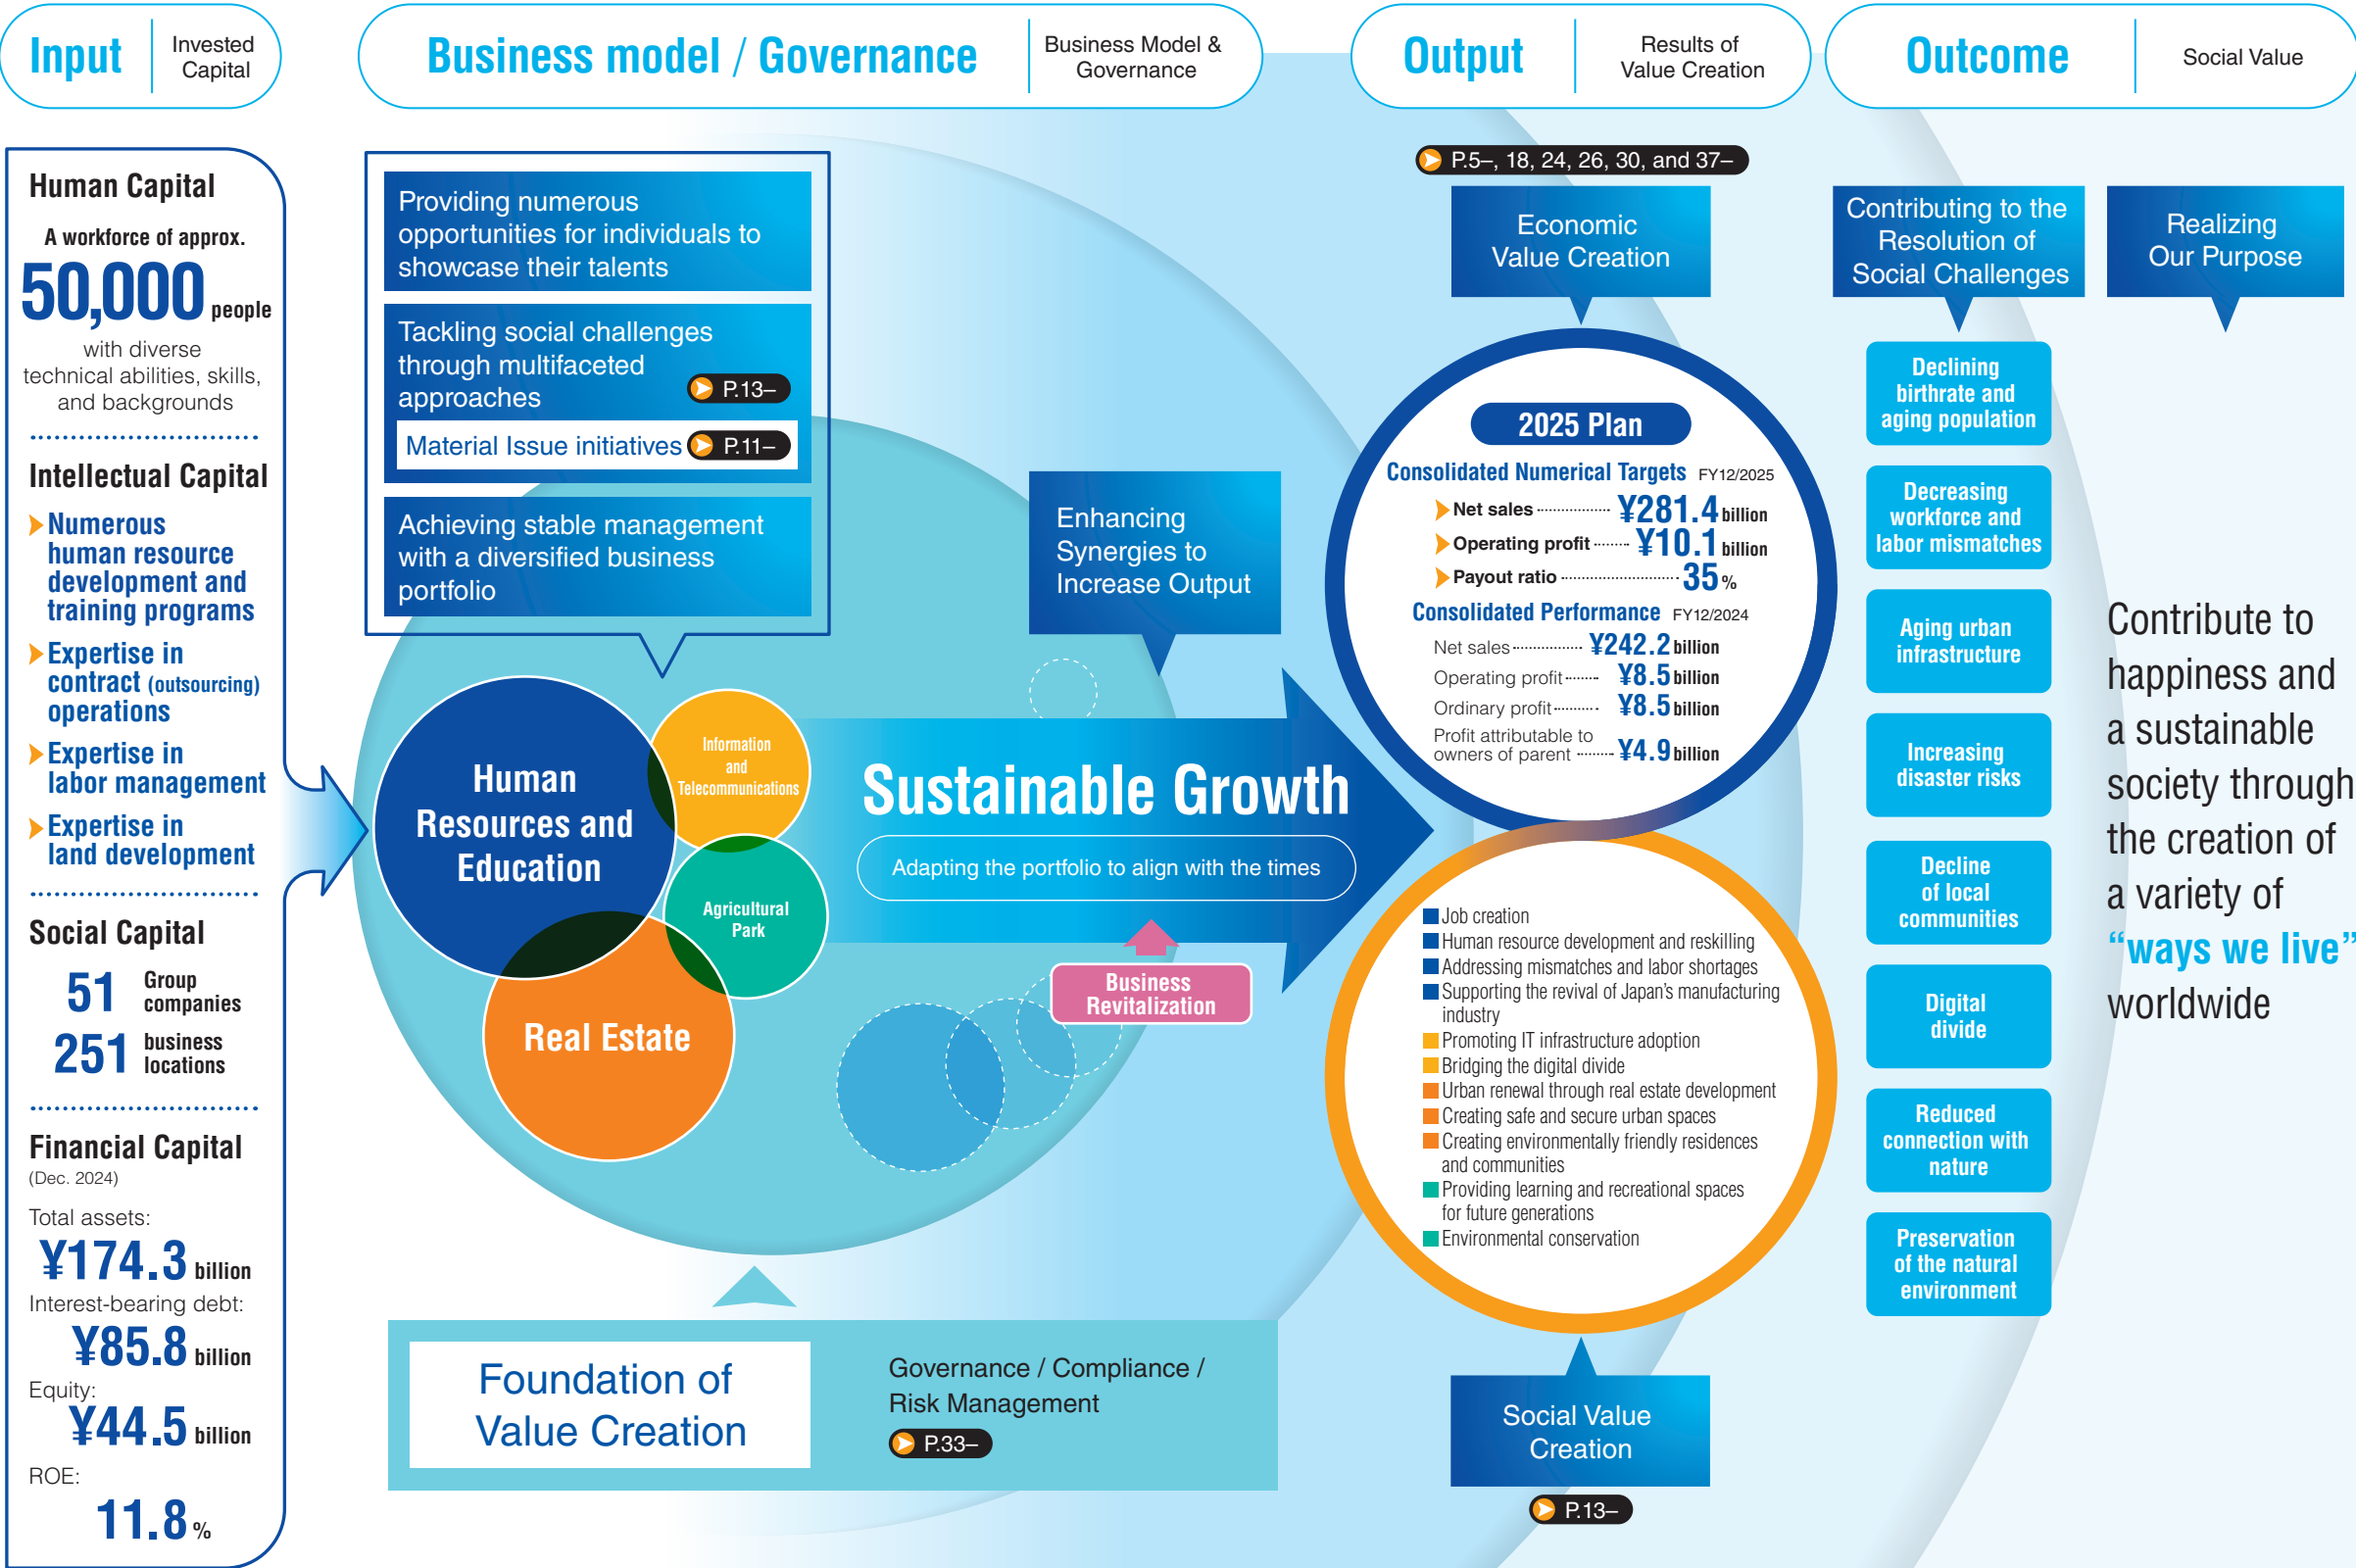 Input
Invested
Capital
Business model / Governance
Business Model &
Governance
Output
Results of
Value Creation
Outcome
Social Value
Human Capital
A workforce of approx.
50,000 people
with diverse
technical abilities, skills,
and backgrounds
Intellectual Capital
Numerous
human resource
development and
training programs
Expertise in
contract (outsourcing)
operations
Expertise in
labor management
Expertise in
land development
Social Capital
51 Group
companies
251 business
locations
Financial Capital
(Dec. 2024)
Total assets:
¥174.3 billion
Interest-bearing debt:
¥85.8 billion
Equity:
¥44.5 billion
ROE:
11.8 %
Providing numerous
opportunities for individuals to
showcase their talents
Tackling social challenges
through multifaceted
approaches P.13–
Material Issue initiatives P.11–
Achieving stable management
with a diversified business
portfolio
Human
Resources and
Education
Information
and
Telecommunications
Agricultural
Park
Real Estate
Enhancing
Synergies to
Increase Output
Sustainable Growth
Adapting the portfolio to align with the times
Business
Revitalization
Foundation of
Value Creation
Governance / Compliance /
Risk Management
P.33–
P.5–, 18, 24, 26, 30, and 37–
Economic
Value Creation
2025 Plan
Consolidated Numerical Targets FY12/2025
Net sales ¥281.4 billion
Operating profit ¥10.1 billion
Payout ratio 35 %
Consolidated Performance FY12/2024
Net sales ¥242.2 billion
Operating profit ¥8.5 billion
Ordinary profit ¥8.5 billion
Profit attributable to
owners of parent ¥4.9 billion
Job creation
Human resource development and reskilling
Addressing mismatches and labor shortages
Supporting the revival of Japan’s manufacturing
industry
Promoting IT infrastructure adoption
Bridging the digital divide
Urban renewal through real estate development
Creating safe and secure urban spaces
Creating environmentally friendly residences
and communities
Providing learning and recreational spaces
for future generations
Environmental conservation
Social Value
Creation
P.13–
Contributing to the
Resolution of
Social Challenges
Declining
birthrate and
aging population
Decreasing
workforce and
labor mismatches
Aging urban
infrastructure
Increasing
disaster risks
Decline
of local
communities
Digital
divide
Reduced
connection with
nature
Preservation
of the natural
environment
Realizing
Our Purpose
Contribute to
happiness and
a sustainable
society through
the creation of
a variety of
“ways we live”
worldwide